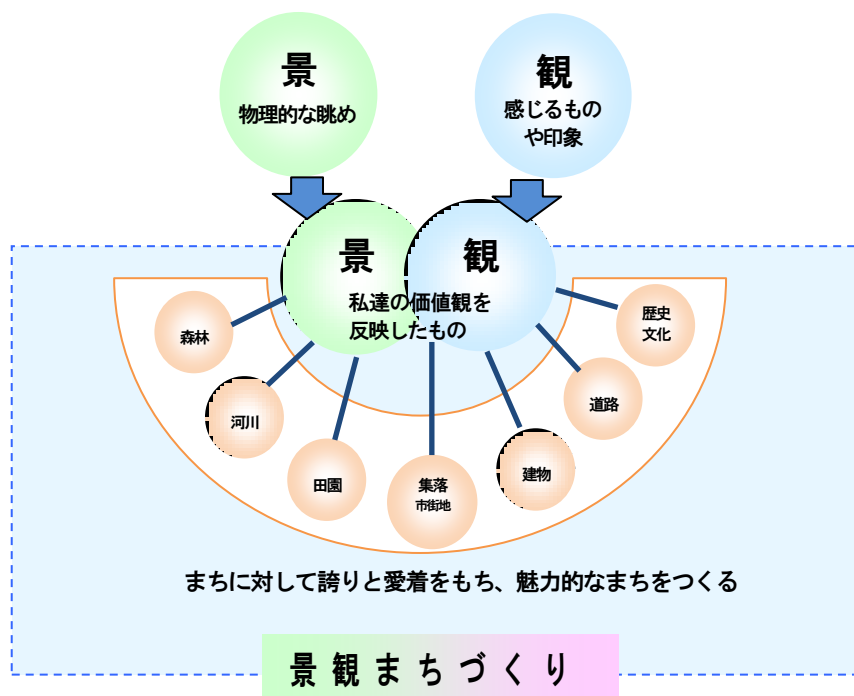 景
物理的な眺め
観
感じるもの
や印象
景
観
私達の価値観を
反映したもの
森林
河川
田園
集落
市街地
建物
道路
歴史
文化
まちに対して誇りと愛着をもち、魅力的なまちをつくる
景観まちづくり